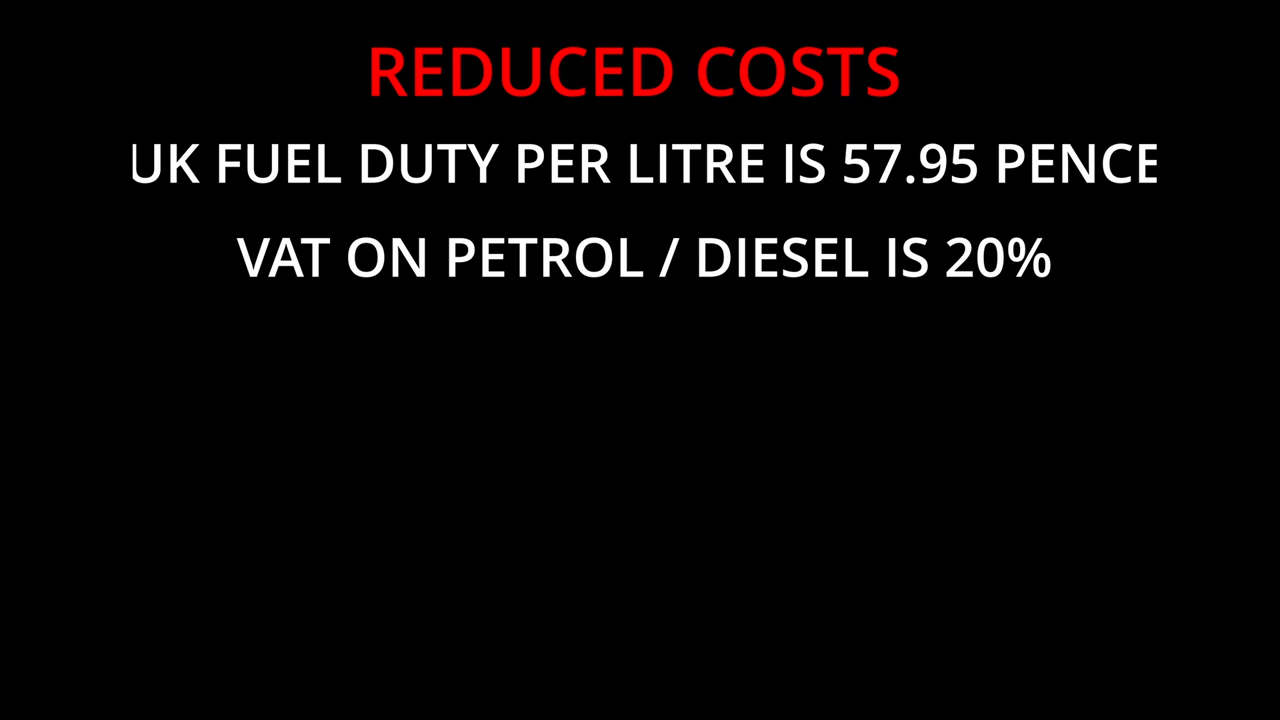 REDUCED COSTS
UK FUEL DUTY PER LITRE IS 57.95 PENCE
VAT ON PETROL / DIESEL IS 20%